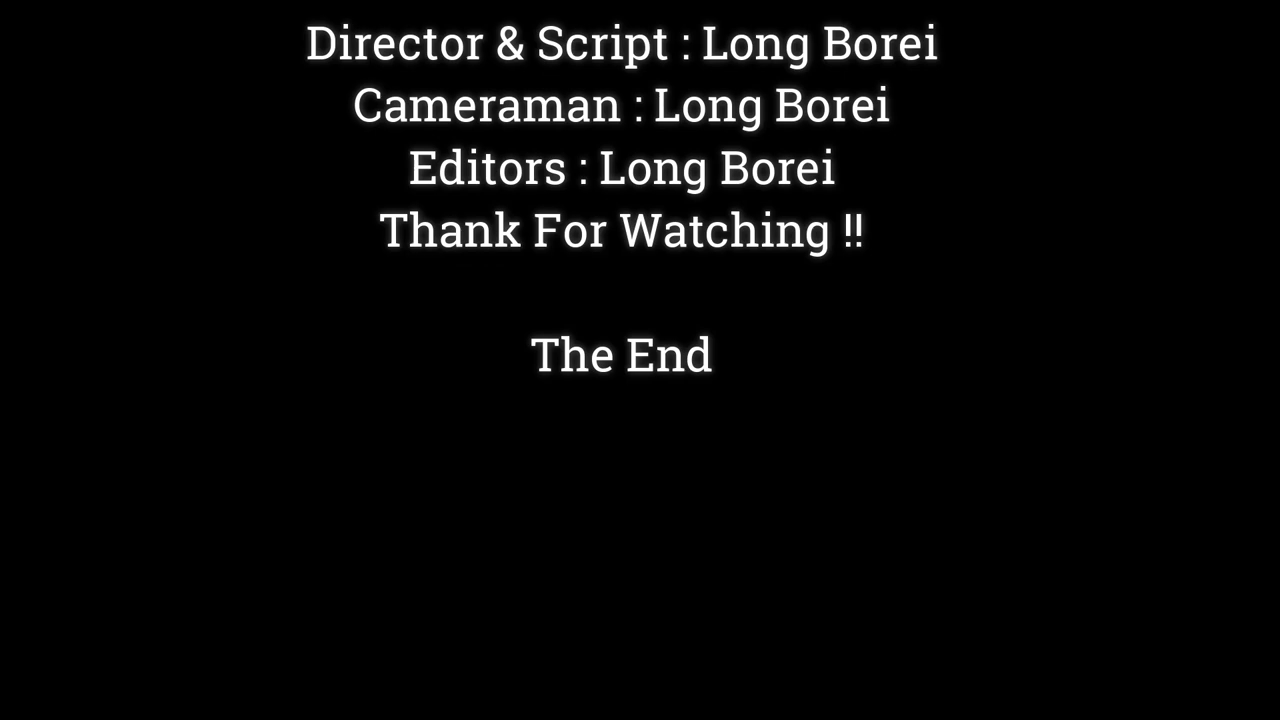 Director & Script : Long Borei
Cameraman : Long Borei
Editors : Long Borei
Thank For Watching !!
The End